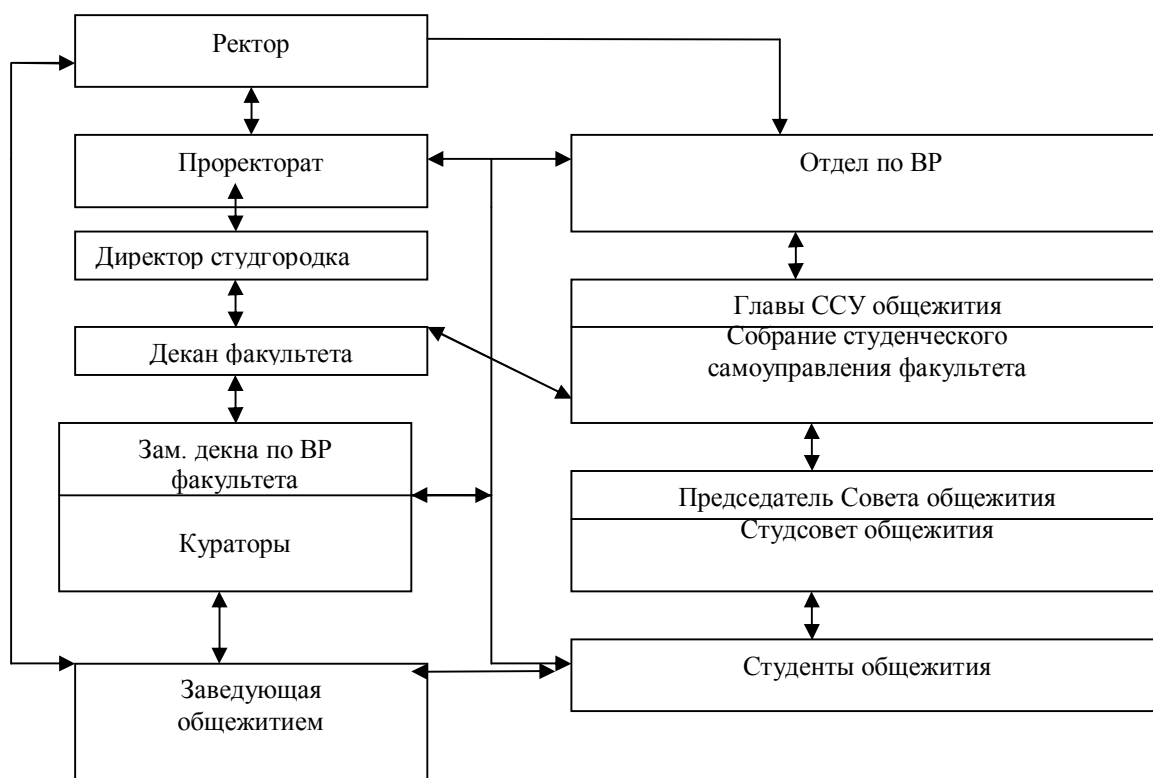 Ректор
Проректорат
Отдел по ВР
Директор студгородка
Главы ССУ общежития
Декан факультета
Собрание студенческого
самоуправления факультета
Зам. декна по ВР
факультета
Председатель Совета общежития
Кураторы
Студсовет общежития
Заведующая
общежитием
Студенты общежития